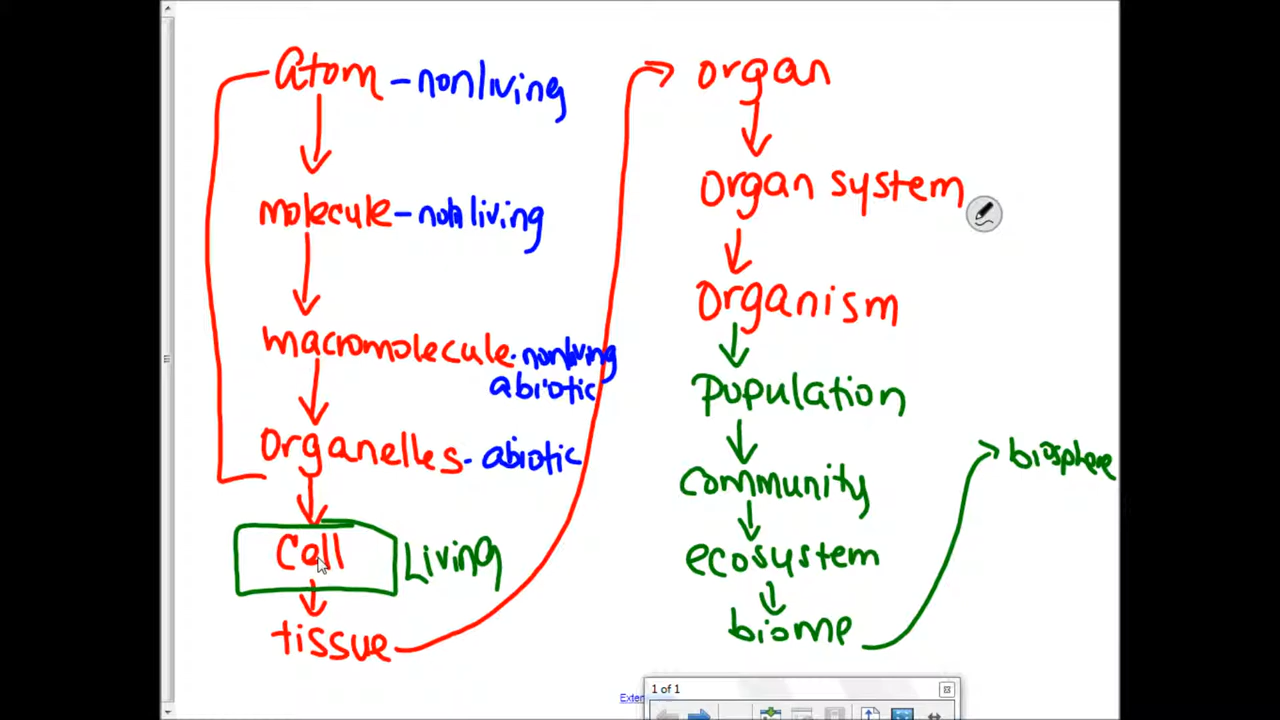 atom - nonliving
molecule - nonliving
macromolecule - nonliving
abiotic
Organelles - abiotic
Cell Living
tissue
organ
Organ system
Organism
Population
community
ecosystem
biome
biosphere
1 of 1